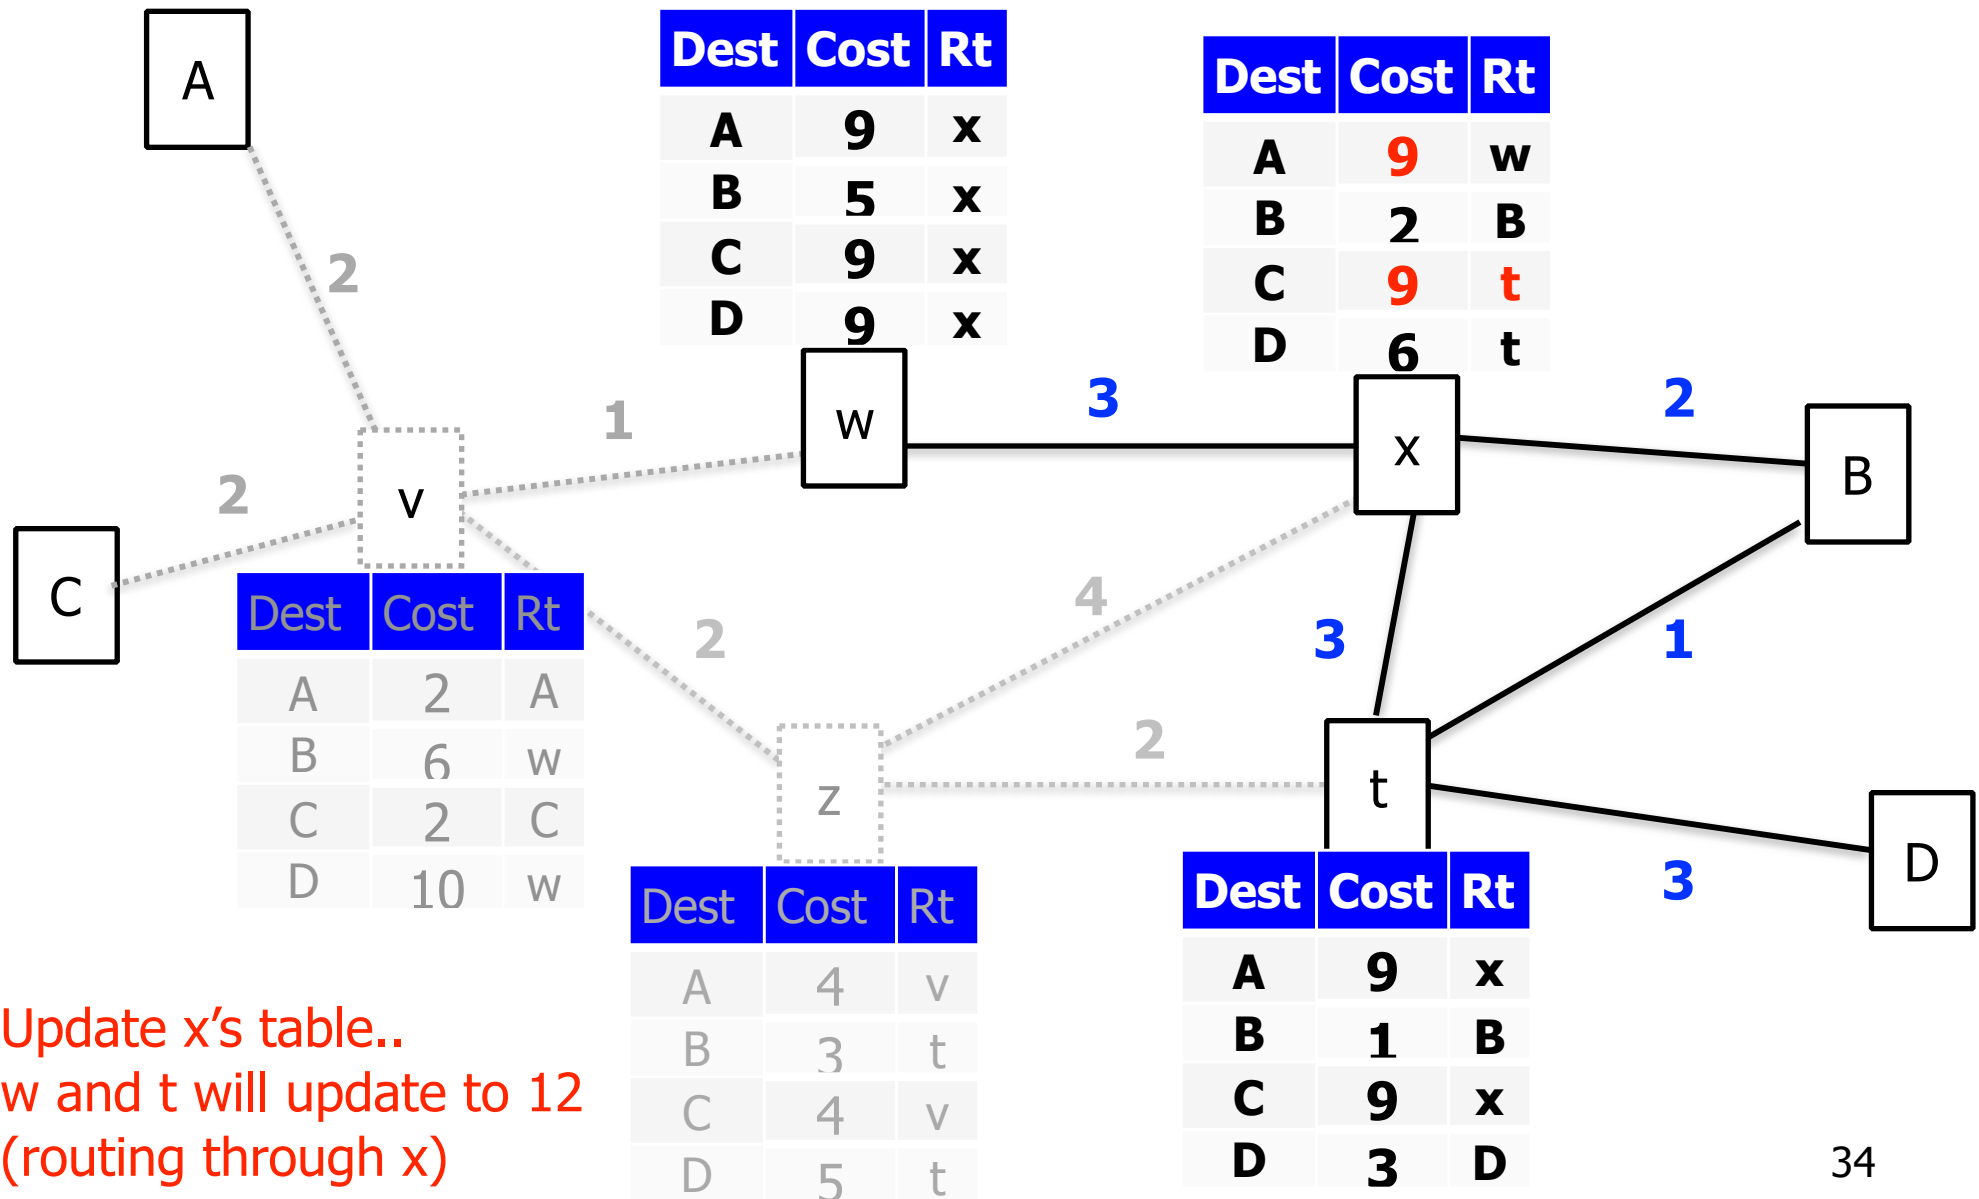 A
Dest Cost Rt
A 9 x
B 5 x
C 9 x
D 9 x
Dest Cost Rt
A 9 w
B 2 B
C 9 t
D 6 t
2
1
3
2
w
x
B
v
2
C
4
3
1
2
2
z
t
D
3
Dest Cost Rt
A 2 A
B 6 w
C 2 C
D 10 w
Dest Cost Rt
A 4 v
B 3 t
C 4 v
D 5 t
Dest Cost Rt
A 9 x
B 1 B
C 9 x
D 3 D
Update x’s table..
w and t will update to 12
(routing through x)
34